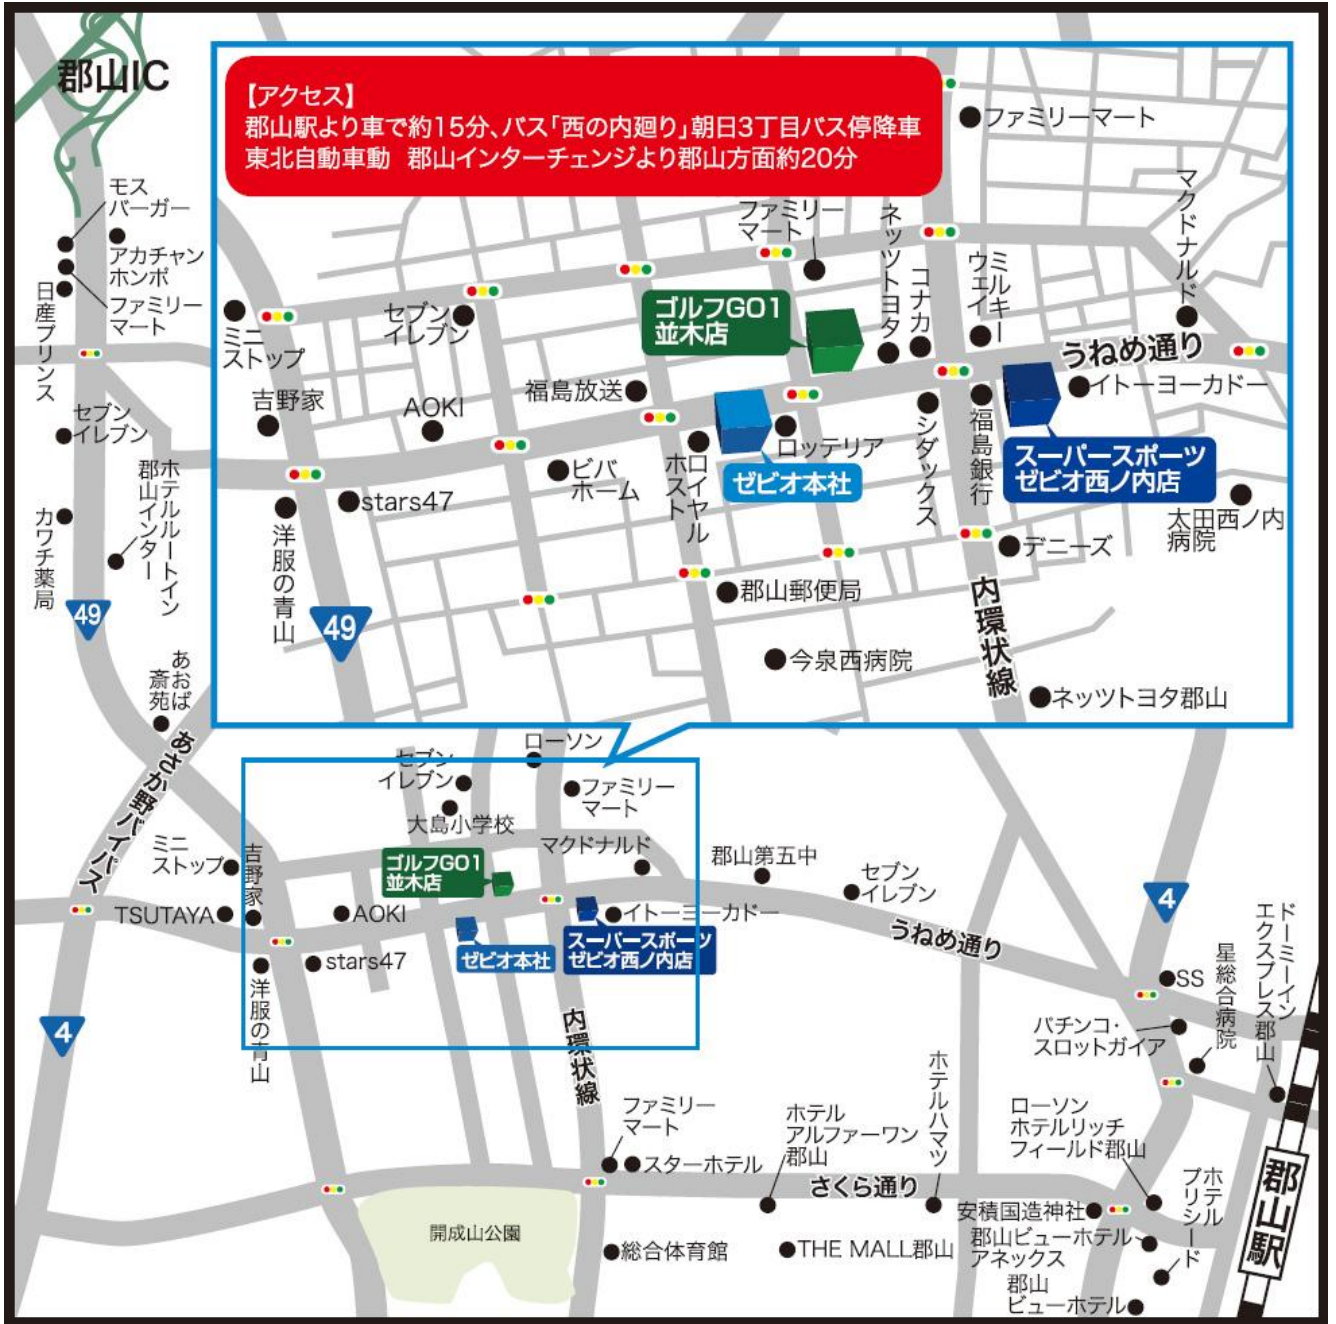 郡山IC
【アクセス】
郡山駅より車で約15分、バス「西の内廻り」朝日3丁目バス停降車
東北自動車動 郡山インターチェンジより郡山方面約20分
モス
バーガー
アカチャン
ホンポ
ファミリー
マート
日産プリンス
セブン
イレブン
ホテルルートイン
郡山インター
カワチ薬局
49
あおば
斎苑
あさか野バイパス
ファミリーマート
マクドナルド
ファミリー
マート
ネッツトヨタ
コナカ
ミルキー
ウェイ
ゴルフGO1
並木店
セブン
イレブン
ミニ
ストップ
うねめ通り
イトーヨーカドー
福島放送
吉野家
AOKI
ロッテリア
シダックス
福島銀行
スーパースポーツ
ゼビオ西ノ内店
ゼビオ本社
ロイヤル
ホスト
ビバ
ホーム
stars47
洋服の青山
太田西ノ内
病院
デニーズ
郡山郵便局
49
内環状線
今泉西病院
ネッツトヨタ郡山
ローソン
セブン
イレブン
ファミリー
マート
大島小学校
マクドナルド
郡山第五中
セブン
イレブン
ミニ
ストップ
吉野家
ゴルフGO1
並木店
TSUTAYA
AOKI
イトーヨーカドー
スーパースポーツ
ゼビオ西ノ内店
ゼビオ本社
stars47
洋服の青山
うねめ通り
4
4
SS
星総合病院
ドーミーイン
エクスプレス郡山
パチンコ・
スロットガイア
内環状線
ファミリー
マート
スターホテル
ホテル
アルファーワン
郡山
ホテルハマツ
ローソン
ホテルリッチ
フィールド郡山
さくら通り
安積国造神社
郡山ビューホテル
アネックス
ホテル
プリシード
郡山
ビューホテル
郡山駅
開成山公園
総合体育館
THE MALL郡山